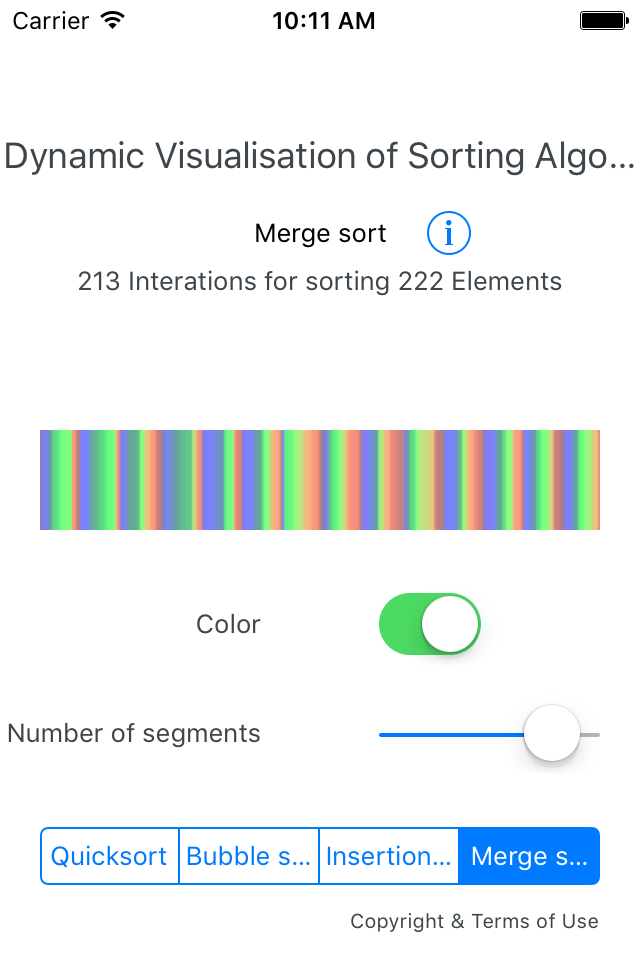 Carrier 10:11 AM
Dynamic Visualisation of Sorting Algo...
Merge sort i
213 Interations for sorting 222 Elements
Color
Number of segments
Quicksort Bubble s... Insertion... Merge s...
Copyright & Terms of Use